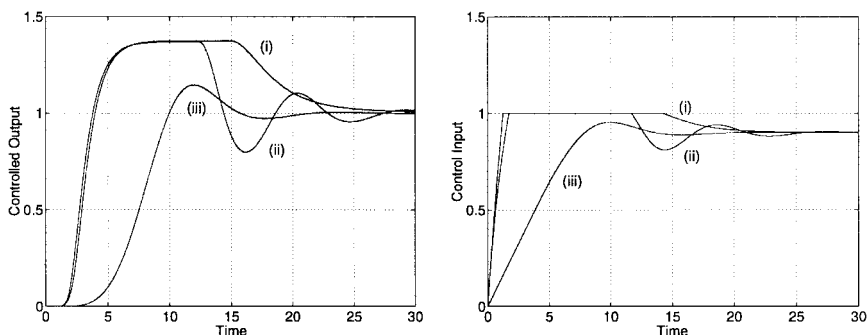 1.5
1
0.5
0
Controlled Output
(i)
(iii)
(ii)
0 5 10 15 20 25 30
Time
1.5
1
0.5
0
Control Input
(i)
(ii)
(iii)
0 5 10 15 20 25 30
Time